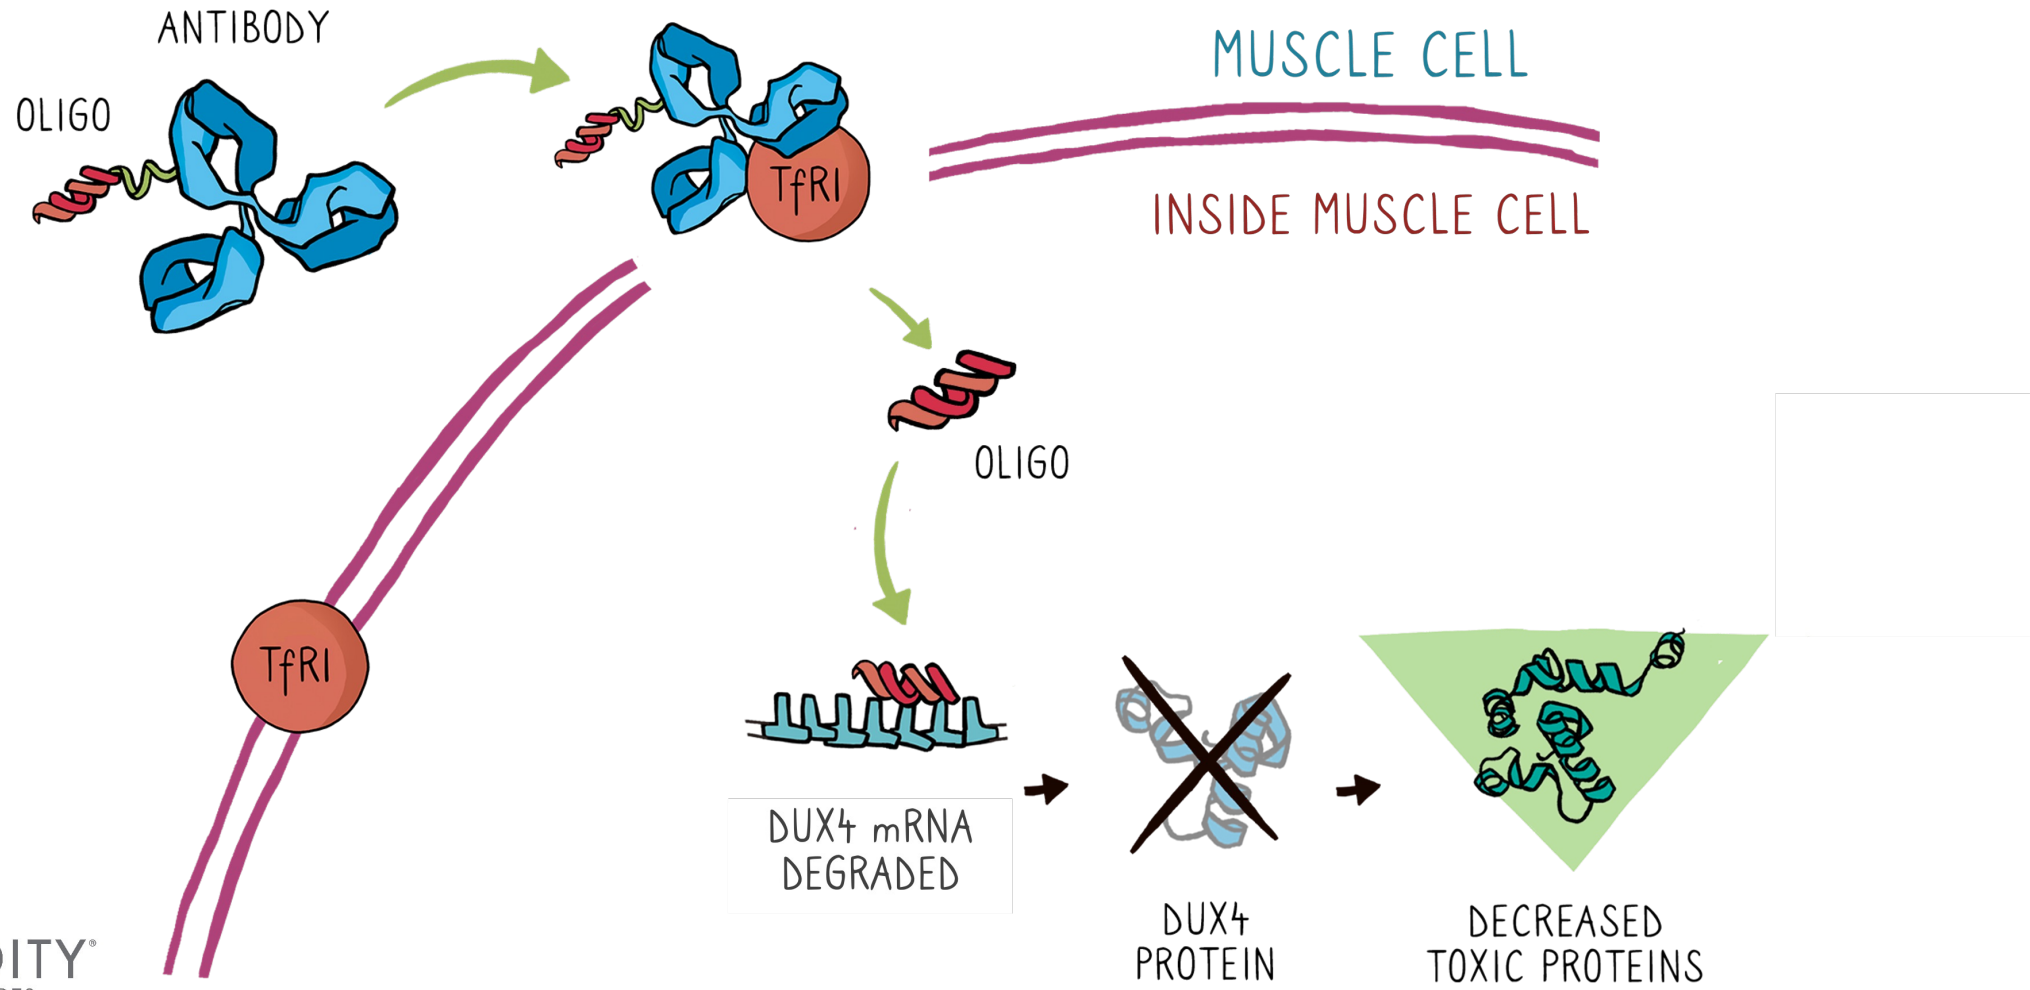 ANTIBODY
OLIGO
TfR1
MUSCLE CELL
INSIDE MUSCLE CELL
OLIGO
TfR1
DUX4 mRNA
DEGRADED
DUX4
PROTEIN
DECREASED
TOXIC PROTEINS